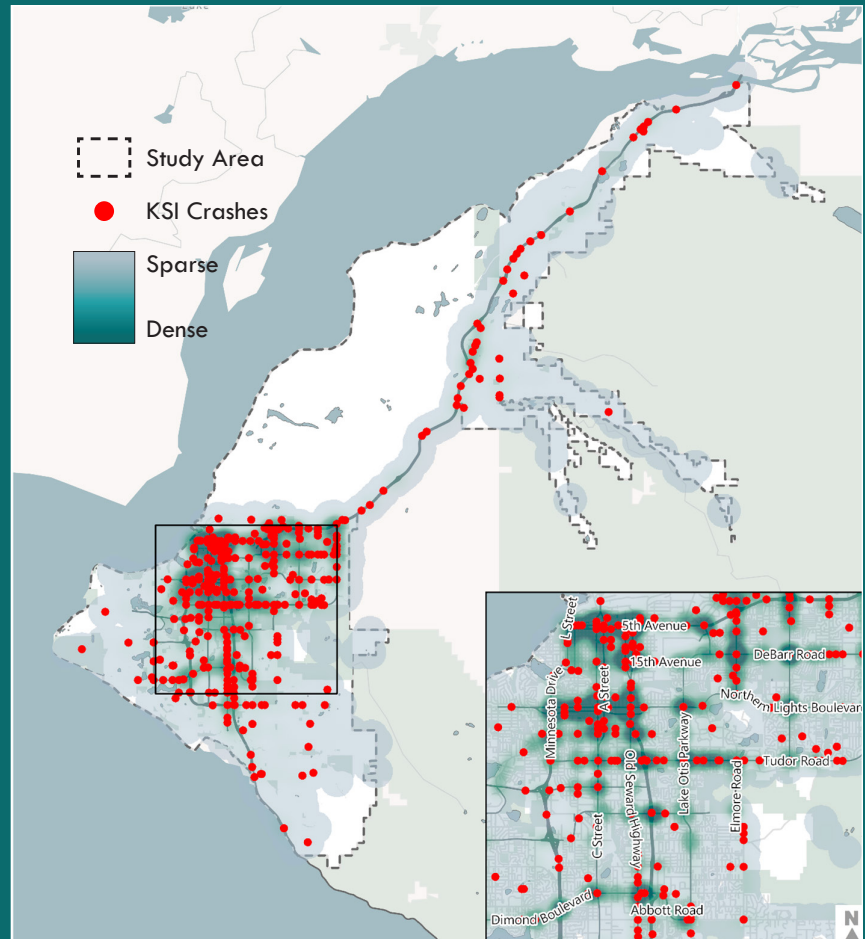 Lake
Study Area
KSI Crashes
Sparse
Dense
L Street
5th Avenue
15th Avenue
DeBarr Road
A Street
Minnesota Drive
Northern Lights Boulevar
Old Seward Highway
Lake Otis Parkway
Tudor Road
Elmore Road
C Street
Dimond Boulevard
Abbott Road
N